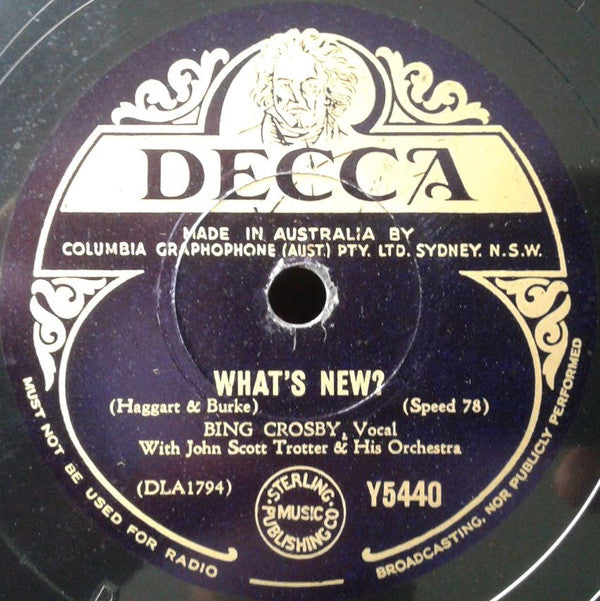 DECCA
MADE IN AUSTRALIA BY
COLUMBIA GRAPHOPHONE (AUST.) PTY. LTD. SYDNEY. N.S.W.
WHAT'S NEW?
(Haggart & Burke) (Speed 78)
BING CROSBY, Vocal
With John Scott Trotter & His Orchestra
(DLA1794)
STERLING
MUSIC
PUBLISHING CO
Y5440
MUST NOT BE USED FOR RADIO BROADCASTING, NOR PUBLICLY PERFORMED